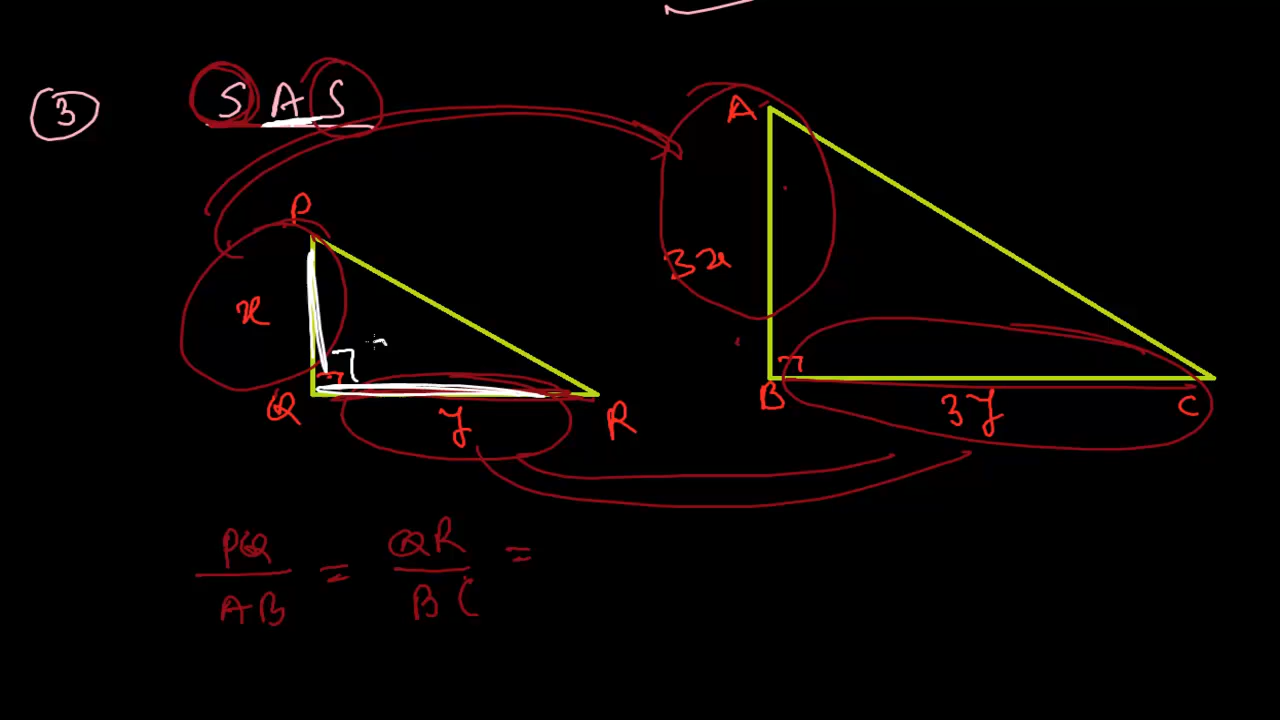 3 SAS
A
P
3x
x
B
Q
y
R
3y
C
PQ/AB = QR/BC =